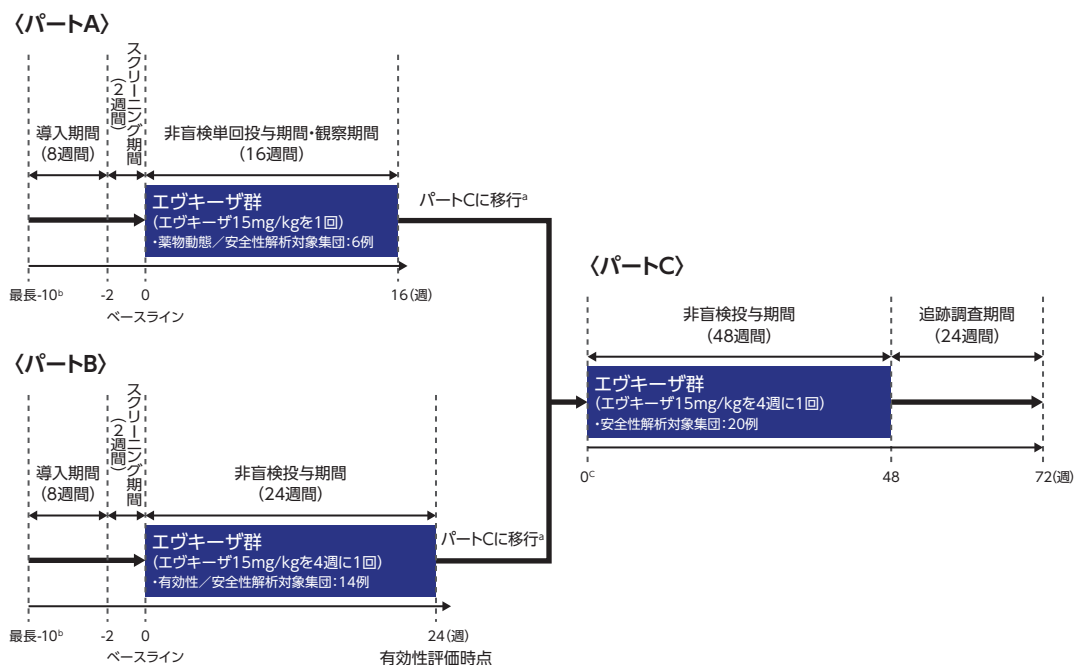 〈パートA〉
導入期間
(8週間)
スクリーニング期間
(2週間)
非盲検単回投与期間・観察期間
(16週間)
エヴキーザ群
(エヴキーザ15mg/kgを1回)
・薬物動態/安全性解析対象集団:6例
パートCに移行a
最長-10b
-2
0
16(週)
ベースライン
〈パートB〉
導入期間
(8週間)
スクリーニング期間
(2週間)
非盲検投与期間
(24週間)
エヴキーザ群
(エヴキーザ15mg/kgを4週に1回)
・有効性/安全性解析対象集団:14例
パートCに移行a
最長-10b
-2
0
24(週)
ベースライン
有効性評価時点
〈パートC〉
非盲検投与期間
(48週間)
追跡調査期間
(24週間)
エヴキーザ群
(エヴキーザ15mg/kgを4週に1回)
・安全性解析対象集団:20例
0c
48
72(週)